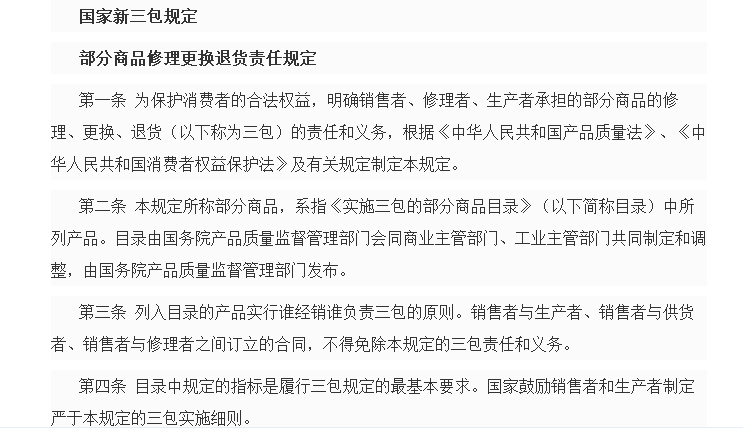 国家新三包规定
部分商品修理更换退货责任规定
第一条 为保护消费者的合法权益，明确销售者、修理者、生产者承担的部分商品的修
理、更换、退货（以下称为三包）的责任和义务，根据《中华人民共和国产品质量法》、《中
华人民共和国消费者权益保护法》及有关规定制定本规定。
第二条 本规定所称部分商品，系指《实施三包的部分商品目录》（以下简称目录）中所
列产品。目录由国务院产品质量监督管理部门会同商业主管部门、工业主管部门共同制定和调
整，由国务院产品质量监督管理部门发布。
第三条 列入目录的产品实行谁经销谁负责三包的原则。销售者与生产者、销售者与供货
者、销售者与修理者之间订立的合同，不得免除本规定的三包责任和义务。
第四条 目录中规定的指标是履行三包规定的最基本要求。国家鼓励销售者和生产者制定
严于本规定的三包实施细则。